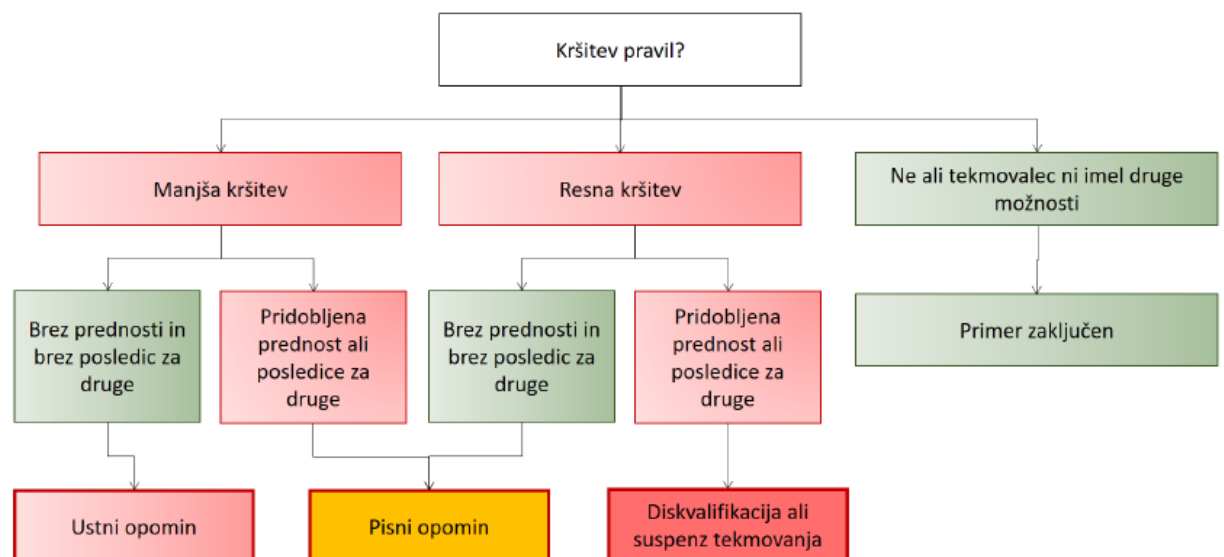 Kršitev pravil?
Manjša kršitev
Resna kršitev
Ne ali tekmovalec ni imel druge
možnosti
Brez prednosti in
brez posledic za
druge
Pridobljena
prednost ali
posledice za
druge
Brez prednosti in
brez posledic za
druge
Pridobljena
prednost ali
posledice za
druge
Primer zaključen
Ustni opomin
Pisni opomin
Diskvalifikacija ali
suspenz tekmovanja